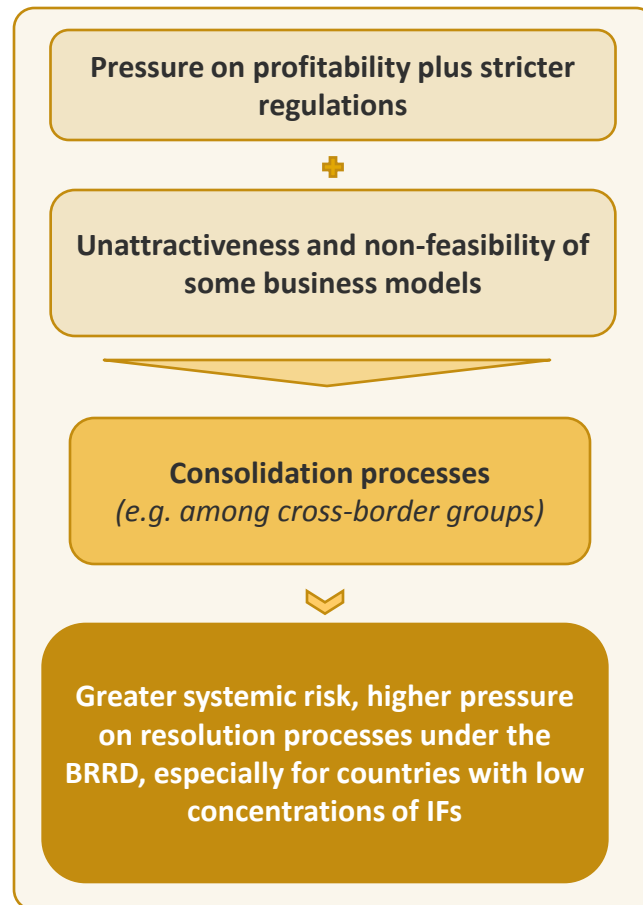 Pressure on profitability plus stricter
regulations
Unattractiveness and non-feasibility of
some business models
Consolidation processes
(e.g. among cross-border groups)
Greater systemic risk, higher pressure
on resolution processes under the
BRRD, especially for countries with low
concentrations of IFs